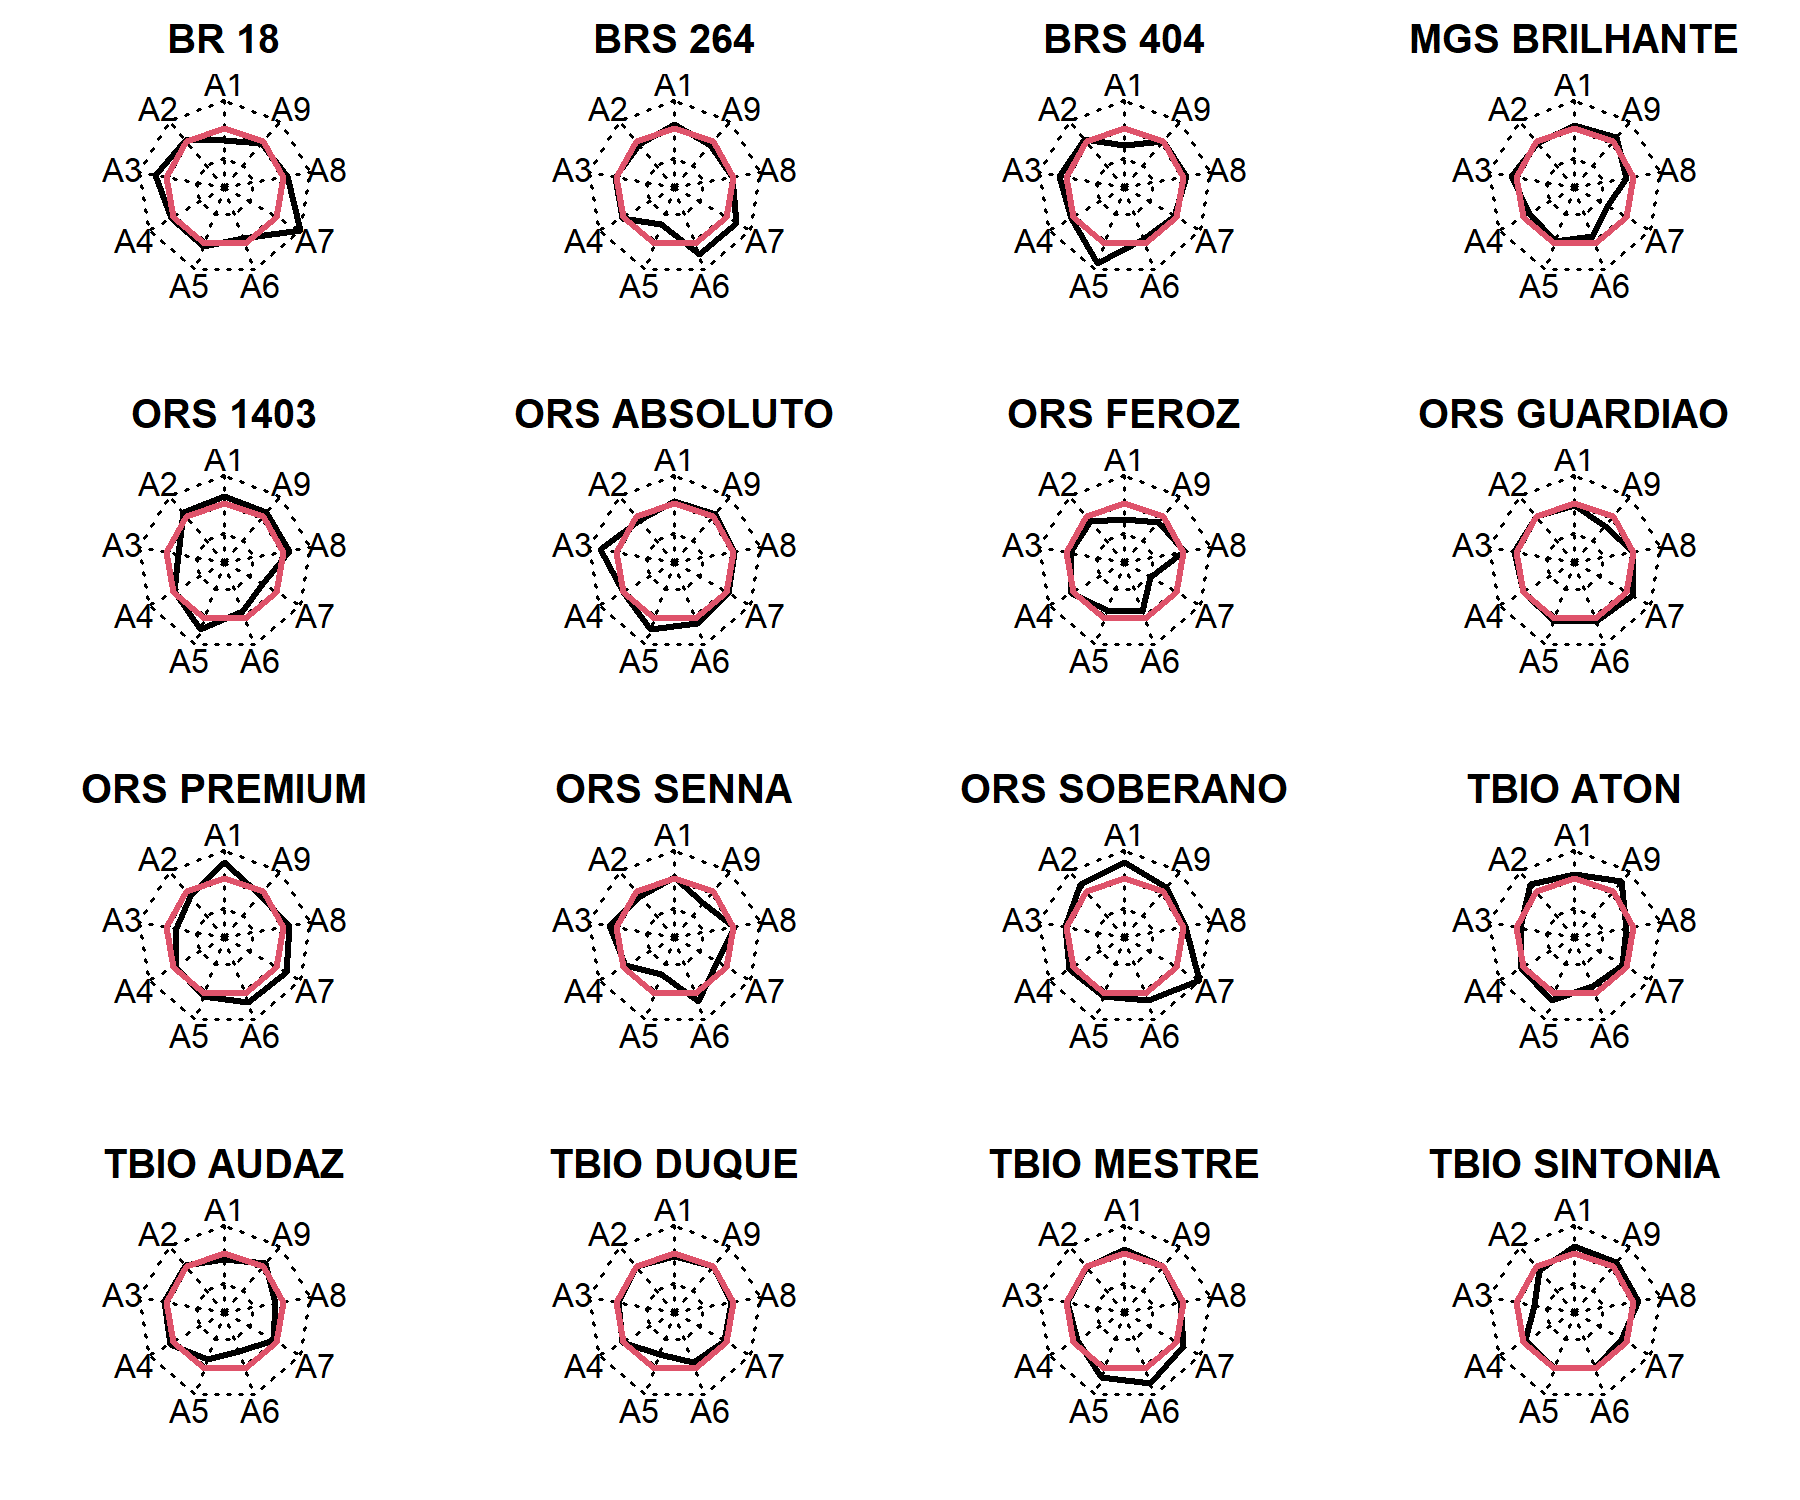 BR 18
A1
A2 A9
A3 A8
A4 A7
A5 A6
BRS 264
A1
A2 A9
A3 A8
A4 A7
A5 A6
BRS 404
A1
A2 A9
A3 A8
A4 A7
A5 A6
MGS BRILHANTE
A1
A2 A9
A3 A8
A4 A7
A5 A6
ORS 1403
A1
A2 A9
A3 A8
A4 A7
A5 A6
ORS ABSOLUTO
A1
A2 A9
A3 A8
A4 A7
A5 A6
ORS FEROZ
A1
A2 A9
A3 A8
A4 A7
A5 A6
ORS GUARDIAO
A1
A2 A9
A3 A8
A4 A7
A5 A6
ORS PREMIUM
A1
A2 A9
A3 A8
A4 A7
A5 A6
ORS SENNA
A1
A2 A9
A3 A8
A4 A7
A5 A6
ORS SOBERANO
A1
A2 A9
A3 A8
A4 A7
A5 A6
TBIO ATON
A1
A2 A9
A3 A8
A4 A7
A5 A6
TBIO AUDAZ
A1
A2 A9
A3 A8
A4 A7
A5 A6
TBIO DUQUE
A1
A2 A9
A3 A8
A4 A7
A5 A6
TBIO MESTRE
A1
A2 A9
A3 A8
A4 A7
A5 A6
TBIO SINTONIA
A1
A2 A9
A3 A8
A4 A7
A5 A6